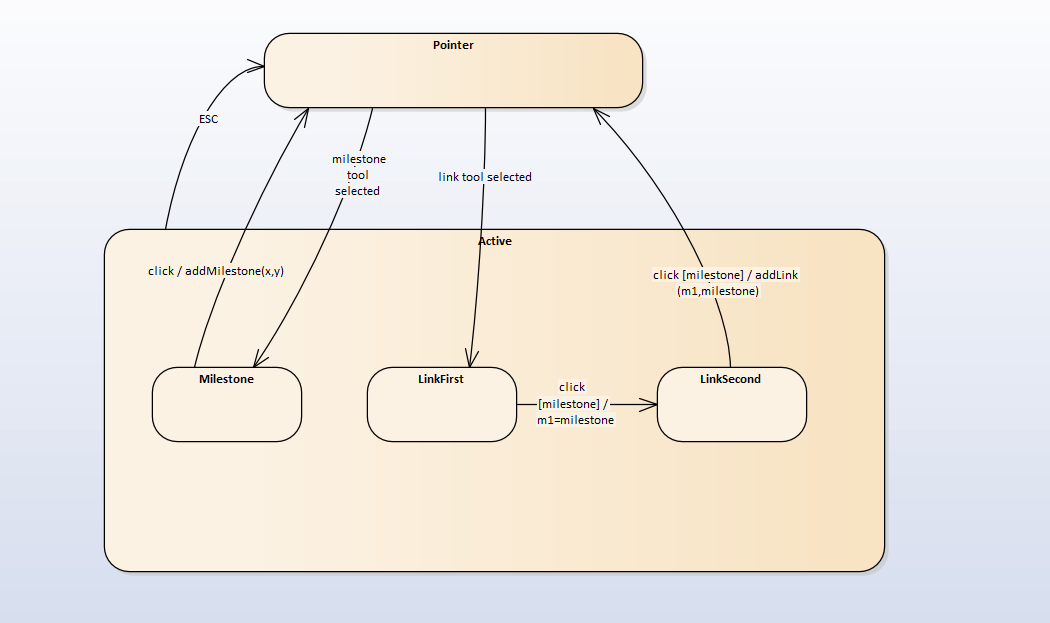 Pointer
ESC
milestone
tool
selected
link tool selected
Active
click / addMilestone(x,y)
click [milestone] / addLink
(m1,milestone)
Milestone
LinkFirst
LinkSecond
click
[milestone] /
m1=milestone